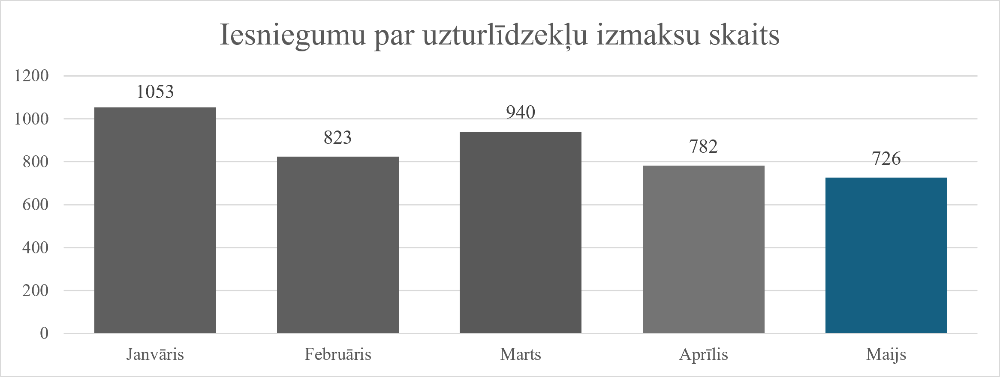 Iesniegumu par uzturlīdzekļu izmaksu skaits
1200
1000
800
600
400
200
0
1053
823
940
782
726
Janvāris
Februāris
Marts
Aprīlis
Maijs